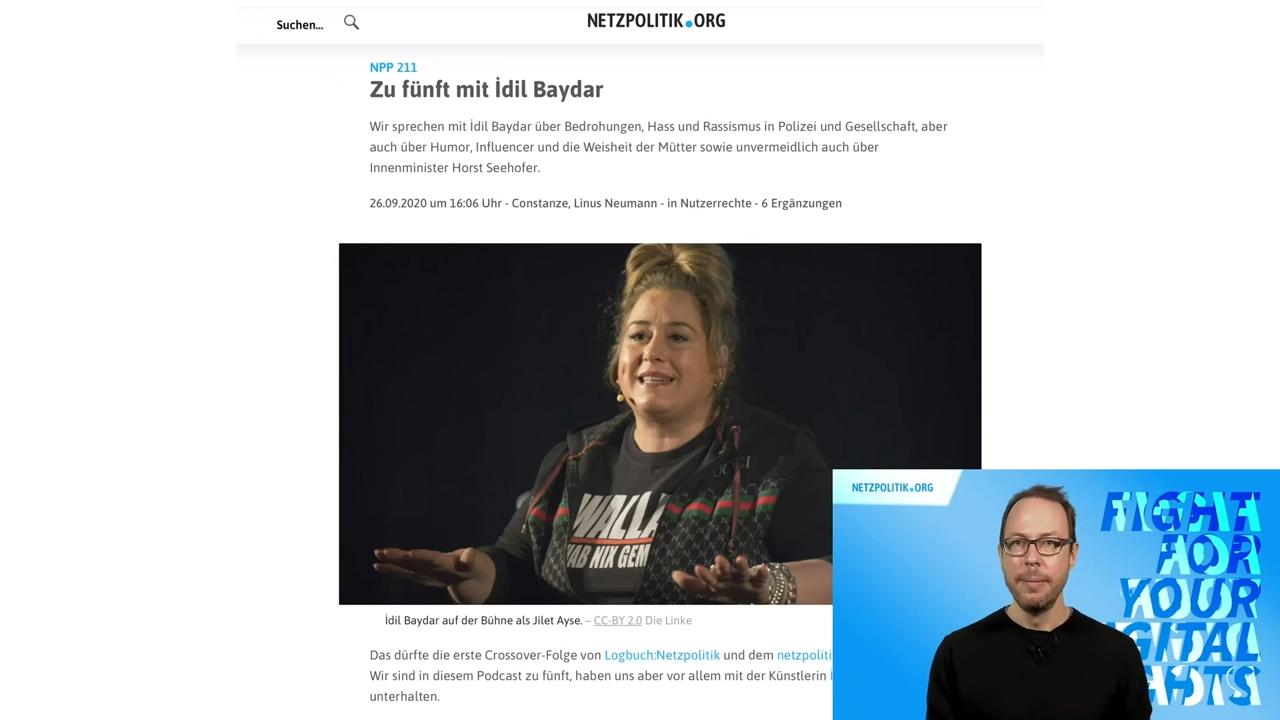 Suchen...
NETZPOLITIK.ORG
NPP 211
Zu fünft mit İdil Baydar
Wir sprechen mit İdil Baydar über Bedrohungen, Hass und Rassismus in Polizei und Gesellschaft, aber
auch über Humor, Influencer und die Weisheit der Mütter sowie unvermeidlich auch über
Innenminister Horst Seehofer.
26.09.2020 um 16:06 Uhr - Constanze, Linus Neumann - in Nutzerrechte - 6 Ergänzungen
WALLA
HAB NIX GEM
İdil Baydar auf der Bühne als Jilet Ayse. – CC-BY 2.0 Die Linke
Das dürfte die erste Crossover-Folge von Logbuch:Netzpolitik und dem netzpoliti
Wir sind in diesem Podcast zu fünft, haben uns aber vor allem mit der Künstlerin
unterhalten.
NETZPOLITIK.ORG
FIGHT
FOR
YOUR
DIGITAL
RIGHTS